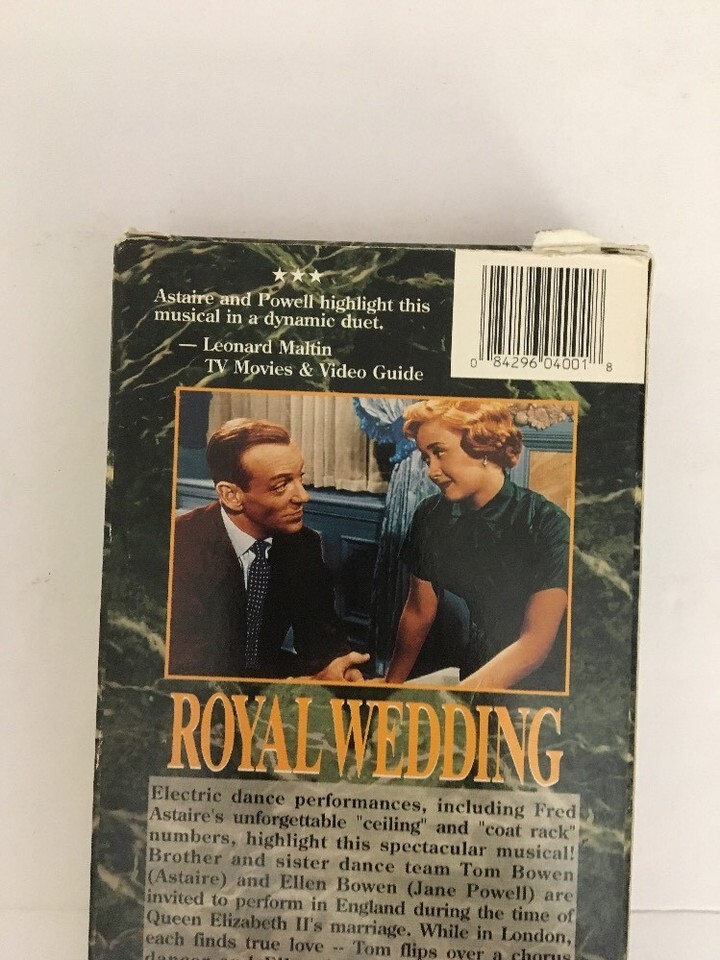 ★★★
Astaire and Powell highlight this
musical in a dynamic duet.
— Leonard Maltin
TV Movies & Video Guide
0 84296 04001 8
ROYAL WEDDING
Electric dance performances, including Fred
Astaire's unforgettable "ceiling" and "coat rack"
numbers, highlight this spectacular musical!
Brother and sister dance team Tom Bowen
(Astaire) and Ellen Bowen (Jane Powell) are
invited to perform in England during the time of
Queen Elizabeth II's marriage. While in London,
each finds true love -- Tom flips over a chorus
dancer and